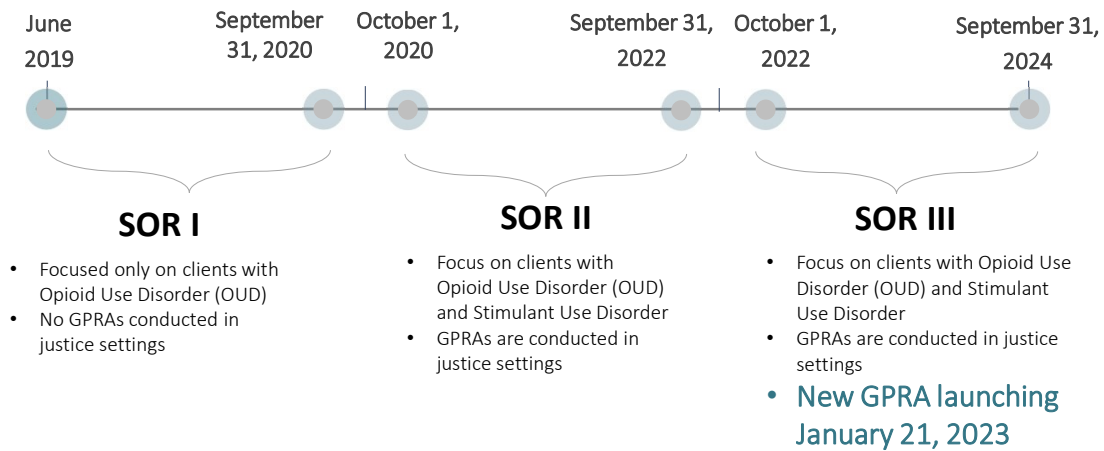 June
2019
September
31, 2020
October 1,
2020
September 31,
2022
October 1,
2022
September 31,
2024
SOR I
• Focused only on clients with
Opioid Use Disorder (OUD)
• No GPRAs conducted in
justice settings
SOR II
• Focus on clients with
Opioid Use Disorder (OUD)
and Stimulant Use Disorder
• GPRAs are conducted in
justice settings
SOR III
• Focus on clients with Opioid Use
Disorder (OUD) and Stimulant
Use Disorder
• GPRAs are conducted in justice
settings
• New GPRA launching
January 21, 2023